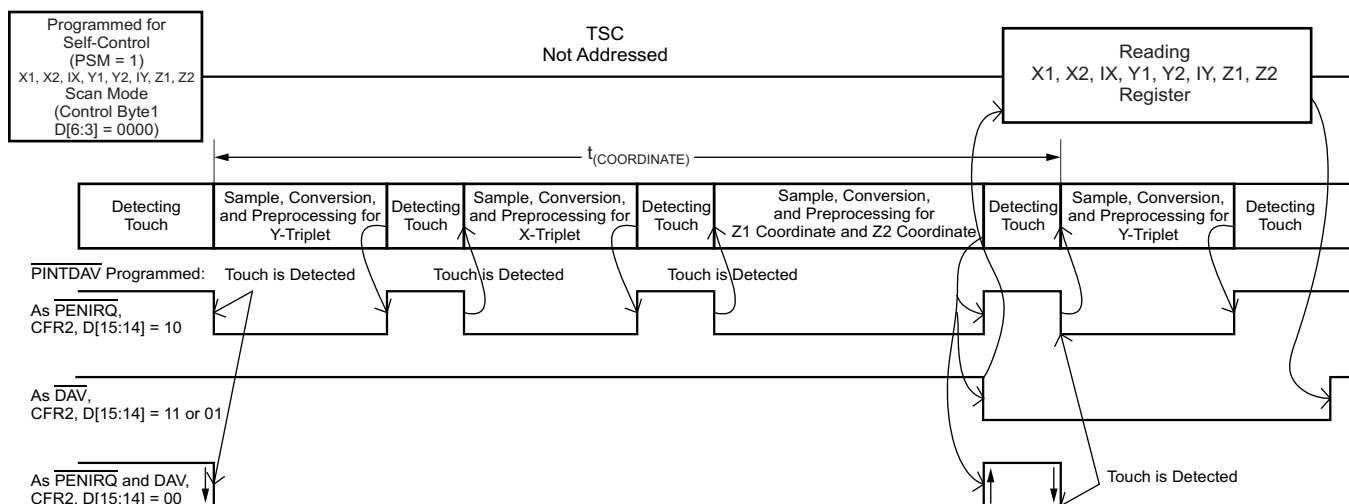 Programmed for
Self-Control
(PSM = 1)
X1, X2, IX, Y1, Y2, IY, Z1, Z2
Scan Mode
(Control Byte1
D[6:3] = 0000)
TSC
Not Addressed
Reading
X1, X2, IX, Y1, Y2, IY, Z1, Z2
Register
t(COORDINATE)
Detecting
Touch
Sample, Conversion,
and Preprocessing for
Y-Triplet
Detecting
Touch
Sample, Conversion,
and Preprocessing for
X-Triplet
Detecting
Touch
Sample, Conversion,
and Preprocessing for
Z1 Coordinate and Z2 Coordinate
Detecting
Touch
Sample, Conversion,
and Preprocessing for
Y-Triplet
Detecting
Touch
PINTDAV Programmed:
Touch is Detected
Touch is Detected
Touch is Detected
As PENIRQ,
CFR2, D[15:14] = 10
As DAV,
CFR2, D[15:14] = 11 or 01
As PENIRQ and DAV,
CFR2, D[15:14] = 00
Touch is Detected